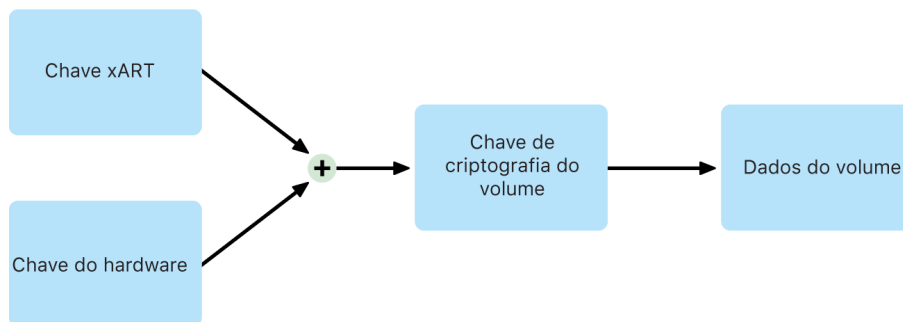 Chave xART
Chave de
criptografia do
volume
Dados do volume
Chave do hardware
+